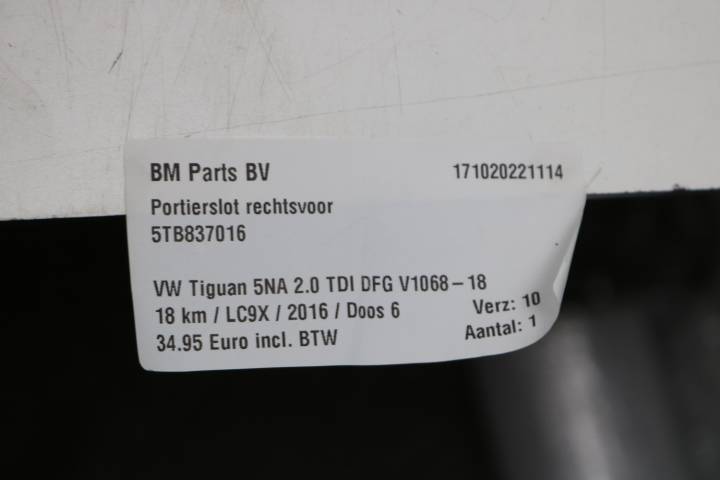 BM Parts BV 171020221114
Portierslot rechtsvoor
5TB837016
VW Tiguan 5NA 2.0 TDI DFG V1068-18
18 km / LC9X / 2016 / Doos 6 Verz: 10
34.95 Euro incl. BTW Aantal: 1